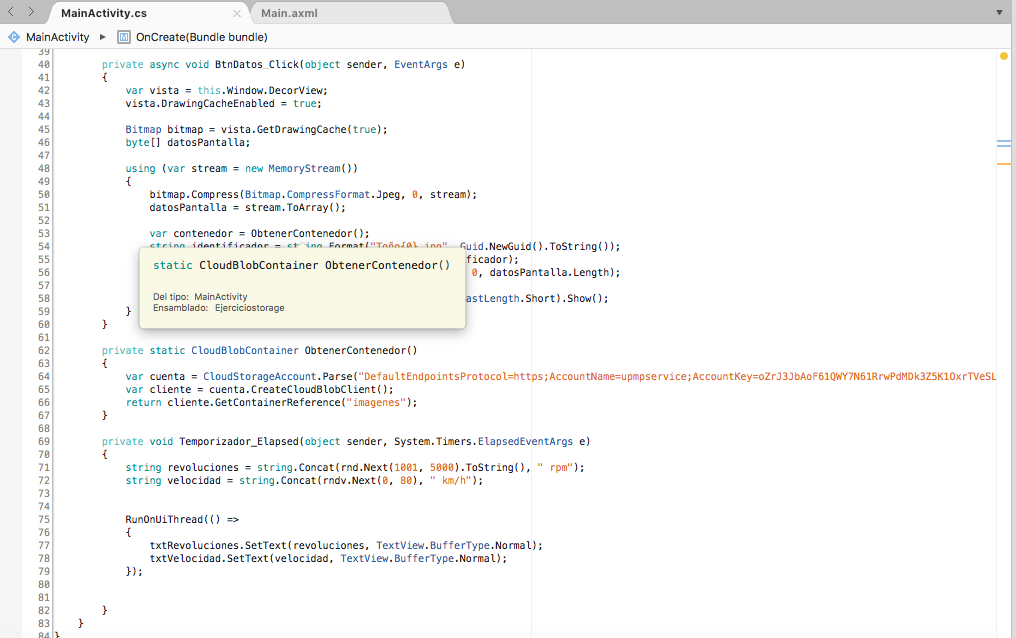 MainActivity.cs
Main.axml
MainActivity ▸ OnCreate(Bundle bundle)
39
40 private async void BtnDatos_Click(object sender, EventArgs e)
41 {
42 var vista = this.Window.DecorView;
43 vista.DrawingCacheEnabled = true;
44
45 Bitmap bitmap = vista.GetDrawingCache(true);
46 byte[] datosPantalla;
47
48 using (var stream = new MemoryStream())
49 {
50 bitmap.Compress(Bitmap.CompressFormat.Jpeg, 0, stream);
51 datosPantalla = stream.ToArray();
52
53 var contenedor = ObtenerContenedor();
54 string identificador = string.Format("Toño{0}.jpg", Guid.NewGuid().ToString());
55 ficador);
56 0, datosPantalla.Length);
57
58 astLength.Short).Show();
59 }
60 }
static CloudBlobContainer ObtenerContenedor()
Del tipo: MainActivity
Ensamblado: Ejerciciostorage
61
62 private static CloudBlobContainer ObtenerContenedor()
63 {
64 var cuenta = CloudStorageAccount.Parse("DefaultEndpointsProtocol=https;AccountName=upmpservice;AccountKey=oZrJ3JbAoF61QWY7N61RrwPdMDk3Z5K1OxrTVeSL
65 var cliente = cuenta.CreateCloudBlobClient();
66 return cliente.GetContainerReference("imagenes");
67 }
68
69 private void Temporizador_Elapsed(object sender, System.Timers.ElapsedEventArgs e)
70 {
71 string revoluciones = string.Concat(rnd.Next(1001, 5000).ToString(), " rpm");
72 string velocidad = string.Concat(rndv.Next(0, 80), " km/h");
73
74
75 RunOnUiThread(() =>
76 {
77 txtRevoluciones.SetText(revoluciones, TextView.BufferType.Normal);
78 txtVelocidad.SetText(velocidad, TextView.BufferType.Normal);
79 });
80
81
82 }
83 }
84 }